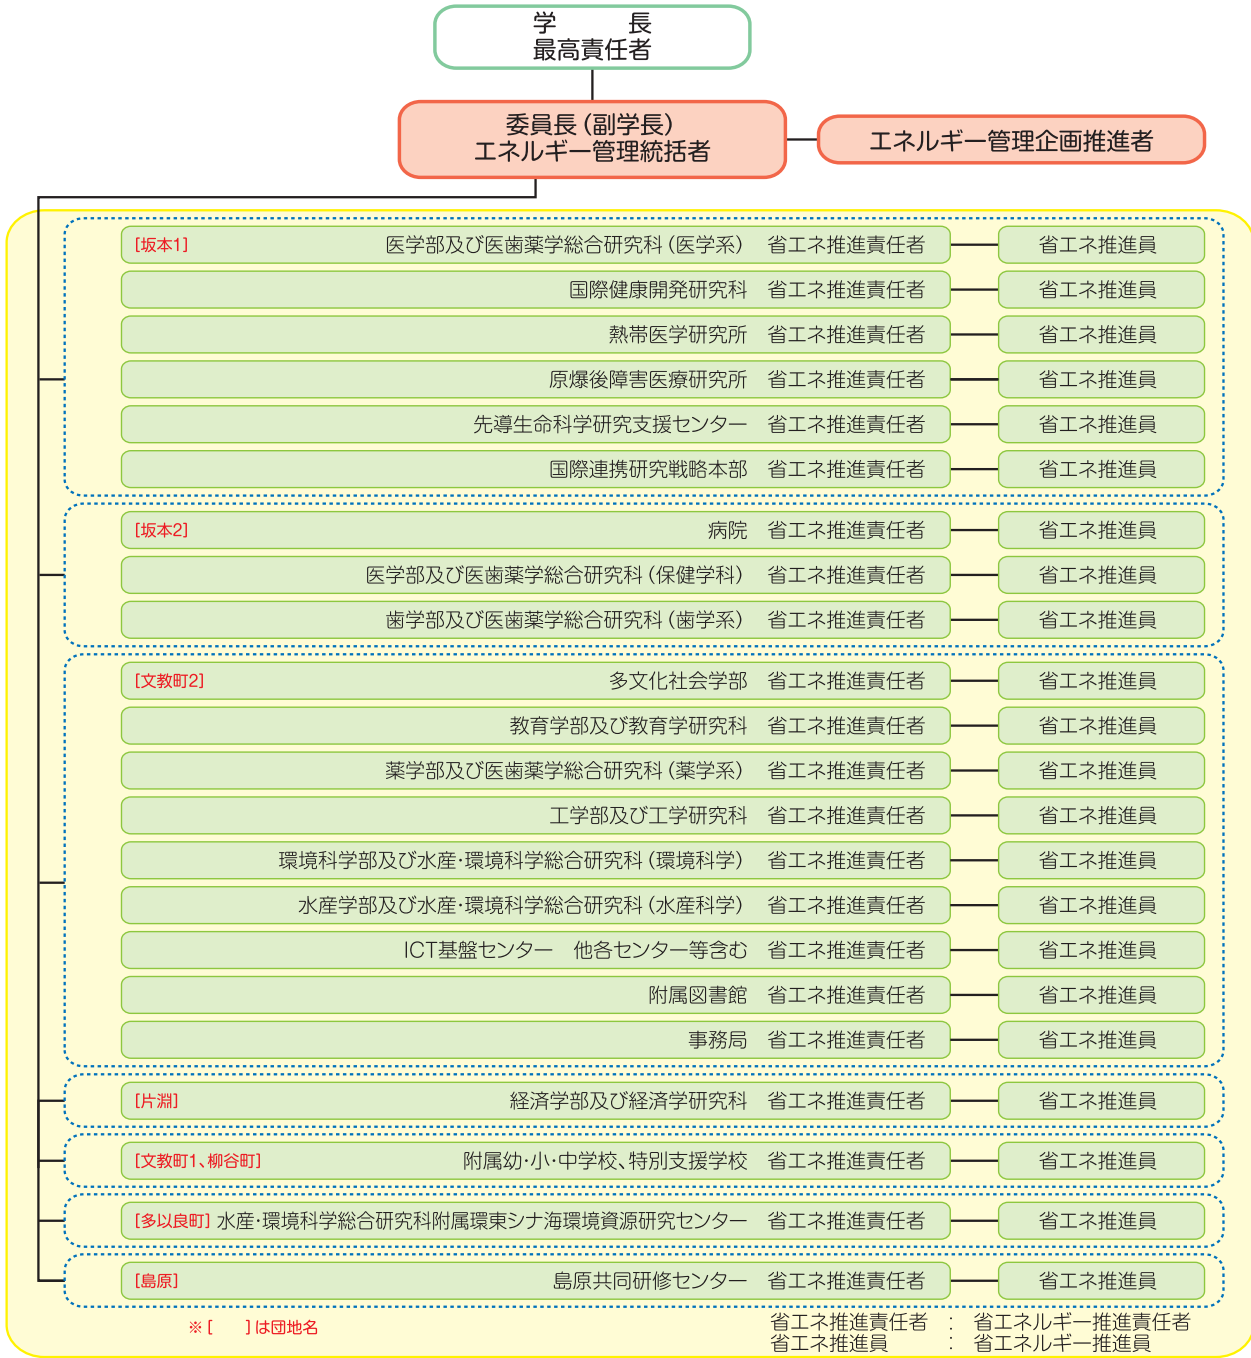 学　　　長
最高責任者
委員長（副学長）
エネルギー管理統括者
エネルギー管理企画推進者
[坂本1] 医学部及び医歯薬学総合研究科（医学系） 省エネ推進責任者 省エネ推進員
国際健康開発研究科 省エネ推進責任者 省エネ推進員
熱帯医学研究所 省エネ推進責任者 省エネ推進員
原爆後障害医療研究所 省エネ推進責任者 省エネ推進員
先導生命科学研究支援センター 省エネ推進責任者 省エネ推進員
国際連携研究戦略本部 省エネ推進責任者 省エネ推進員
[坂本2] 病院 省エネ推進責任者 省エネ推進員
医学部及び医歯薬学総合研究科（保健学科） 省エネ推進責任者 省エネ推進員
歯学部及び医歯薬学総合研究科（歯学系） 省エネ推進責任者 省エネ推進員
[文教町2] 多文化社会学部 省エネ推進責任者 省エネ推進員
教育学部及び教育学研究科 省エネ推進責任者 省エネ推進員
薬学部及び医歯薬学総合研究科（薬学系） 省エネ推進責任者 省エネ推進員
工学部及び工学研究科 省エネ推進責任者 省エネ推進員
環境科学部及び水産・環境科学総合研究科（環境科学） 省エネ推進責任者 省エネ推進員
水産学部及び水産・環境科学総合研究科（水産科学） 省エネ推進責任者 省エネ推進員
ICT基盤センター　他各センター等含む 省エネ推進責任者 省エネ推進員
附属図書館 省エネ推進責任者 省エネ推進員
事務局 省エネ推進責任者 省エネ推進員
[片淵] 経済学部及び経済学研究科 省エネ推進責任者 省エネ推進員
[文教町1、柳谷町] 附属幼・小・中学校、特別支援学校 省エネ推進責任者 省エネ推進員
[多以良町] 水産・環境科学総合研究科附属環東シナ海環境資源研究センター 省エネ推進責任者 省エネ推進員
[島原] 島原共同研修センター 省エネ推進責任者 省エネ推進員
※[　　]は団地名
省エネ推進責任者　：　省エネルギー推進責任者
省エネ推進員　　　：　省エネルギー推進員